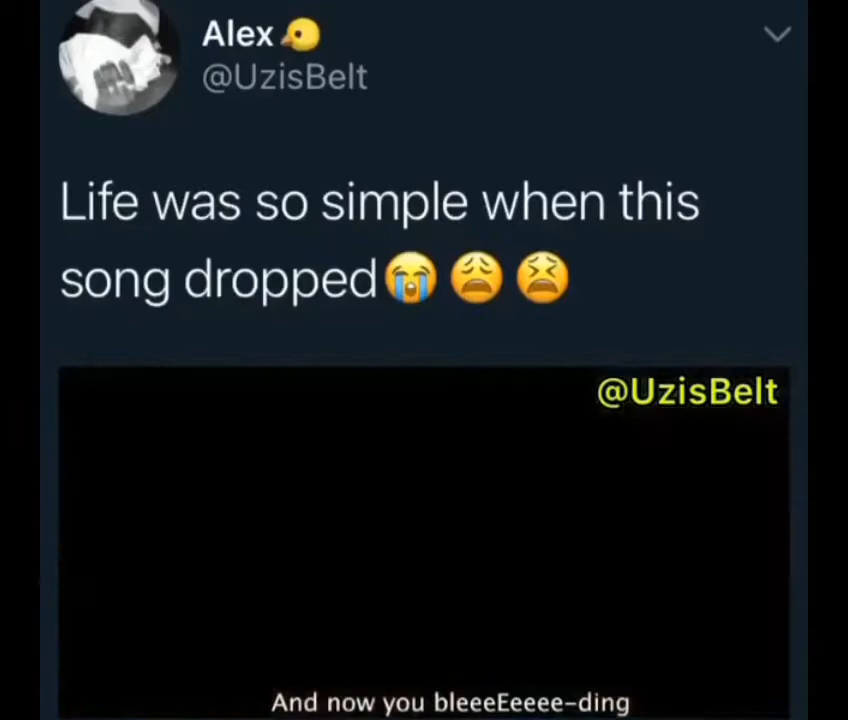 Alex 🐤
@UzisBelt
Life was so simple when this
song dropped😭😩😫
@UzisBelt
And now you bleeeEeeee-ding